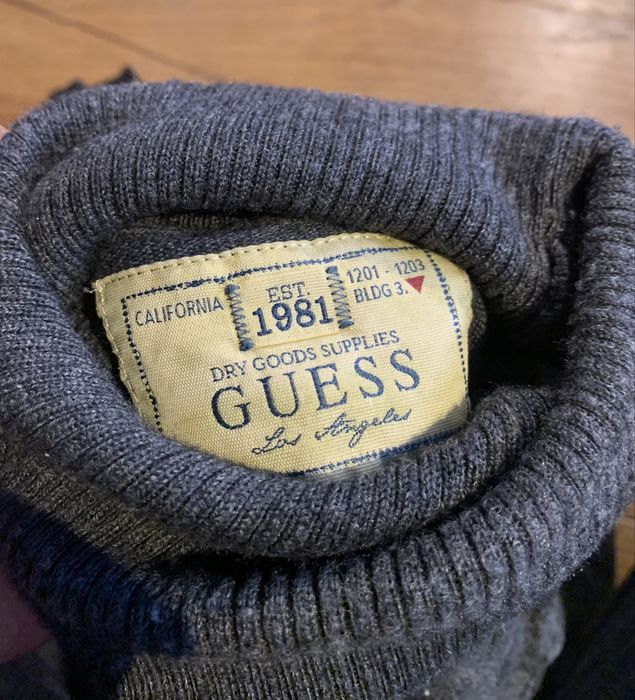 EST.
1981
CALIFORNIA
1201 - 1203
BLDG 3.
DRY GOODS SUPPLIES
GUESS
Los Angeles